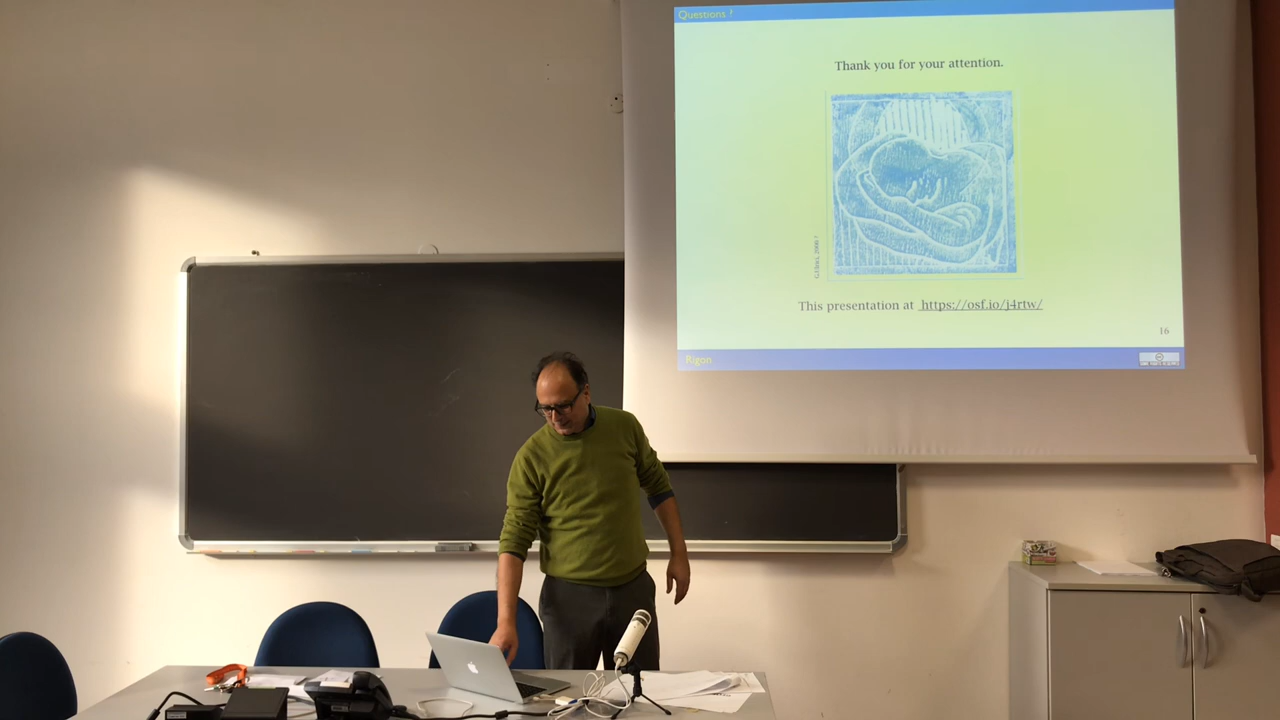 Questions ?
Thank you for your attention.
This presentation at https://osf.io/j4rtw/
16
Rigon